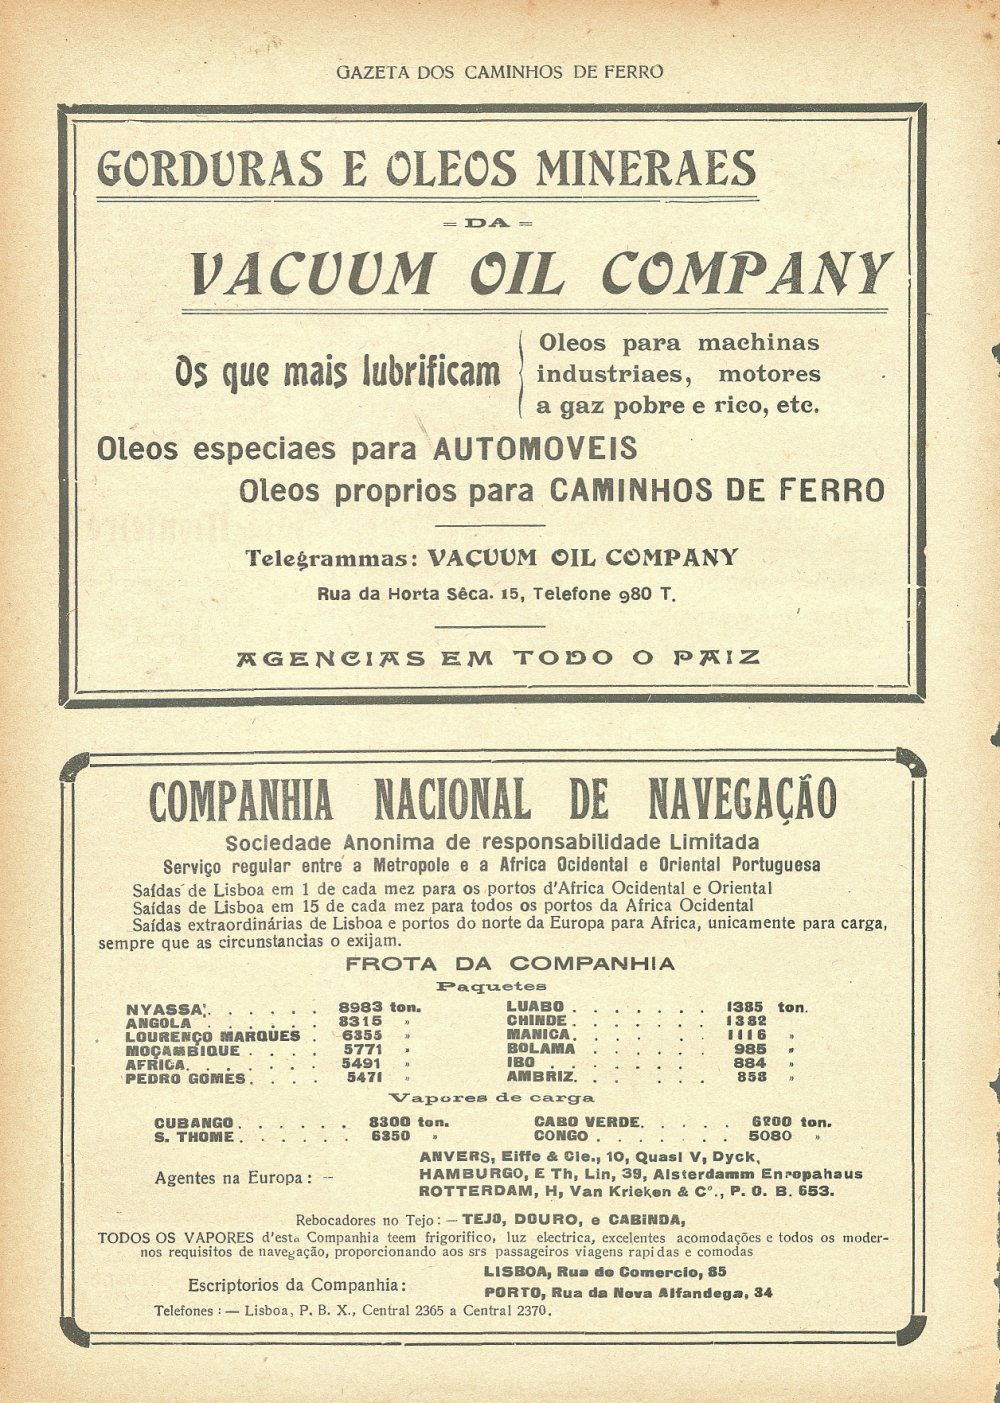 GAZETA DOS CAMINHOS DE FERRO
GORDURAS E OLEOS MINERAES
= DA =
VACUUM OIL COMPANY
Os que mais lubrificam
Oleos para machinas
industriaes, motores
a gaz pobre e rico, etc.
Oleos especiaes para AUTOMOVEIS
Oleos proprios para CAMINHOS DE FERRO
Telegrammas: VACUUM OIL COMPANY
Rua da Horta Sêca. 15, Telefone 980 T.
AGENCIAS EM TODO O PAIZ
COMPANHIA NACIONAL DE NAVEGAÇÃO
Sociedade Anonima de responsabilidade Limitada
Serviço regular entre a Metropole e a Africa Ocidental e Oriental Portuguesa
Saídas de Lisboa em 1 de cada mez para os portos d'Africa Ocidental e Oriental
Saídas de Lisboa em 15 de cada mez para todos os portos da Africa Ocidental
Saídas extraordinárias de Lisboa e portos do norte da Europa para Africa, unicamente para carga,
sempre que as circunstancias o exijam.
FROTA DA COMPANHIA
Paquetes
NYASSA . . . . . . 8983 ton.
ANGOLA . . . . . . 8315 »
LOURENÇO MARQUES . 6355 »
MOÇAMBIQUE . . . . 5771 »
AFRICA. . . . . . . 5491 »
PEDRO GOMES. . . . 5471 »
LUABO . . . . . . . 1385 ton.
CHINDE. . . . . . . 1382
MANICA. . . . . . . 1116 »
BOLAMA . . . . . . 985 »
IBO . . . . . . . . 884 »
AMBRIZ. . . . . . . 858 »
Vapores de carga
CUBANGO. . . . . . 8300 ton.
S. THOME. . . . . . 6350 »
CABO VERDE. . . . . 6200 ton.
CONGO . . . . . . . 5080 »
Agentes na Europa: —
ANVERS, Eiffe & Cie., 10, Quasi V, Dyck,
HAMBURGO, E Th, Lin, 39, Alsterdamm Enropahaus
ROTTERDAM, H, Van Krieken & Cº., P. O. B. 653.
Rebocadores no Tejo: — TEJO, DOURO, e CABINDA,
TODOS OS VAPORES d'esta Companhia teem frigorifico, luz electrica, excelentes acomodações e todos os moder-
nos requisitos de navegação, proporcionando aos srs passageiros viagens rapidas e comodas
Escriptorios da Companhia:
LISBOA, Rua do Comercio, 85
PORTO, Rua da Nova Alfandega, 34
Telefones: — Lisboa, P. B. X., Central 2365 a Central 2370.